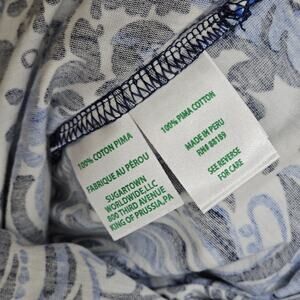 100% COTON PIMA
FABRIQUE AU PÉROU
SUGARTOWN
WORLDWIDE, LLC
800 THIRD AVENUE
KING OF PRUSSIA, PA
100% PIMA COTTON
MADE IN PERU
RN# 88189
SEE REVERSE
FOR CARE